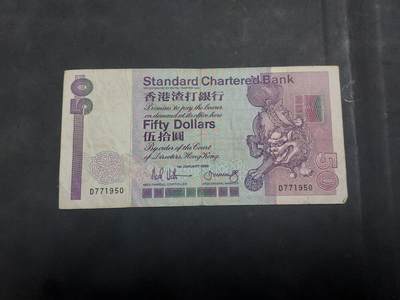 50
Standard Chartered Bank
香港渣打銀行
Promises to pay the bearer
on demand at its office here
Fifty Dollars
伍拾圓
By order of the Court
of Directors, Hong Kong
D771950
D771950
50